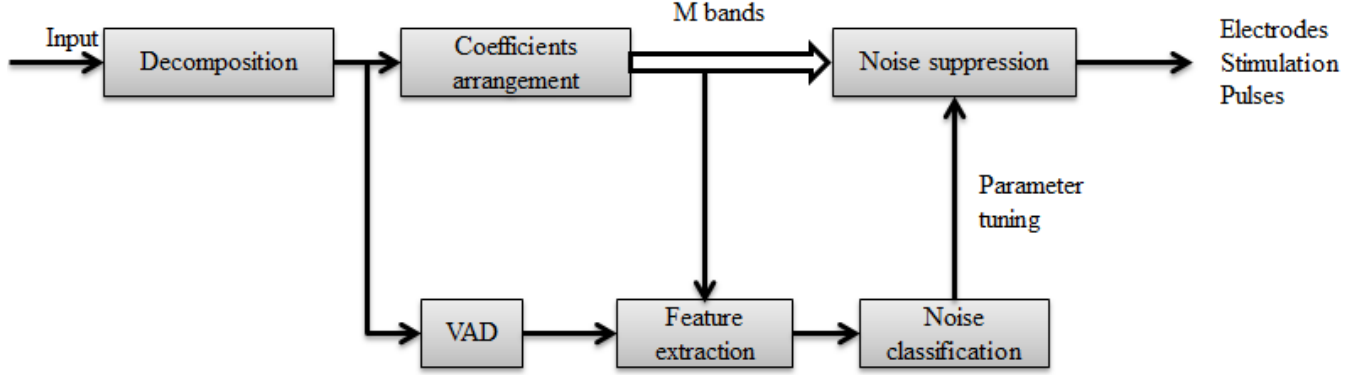 M bands
Input
Decomposition
Coefficients
arrangement
Noise suppression
Electrodes
Stimulation
Pulses
Parameter
tuning
VAD
Feature
extraction
Noise
classification